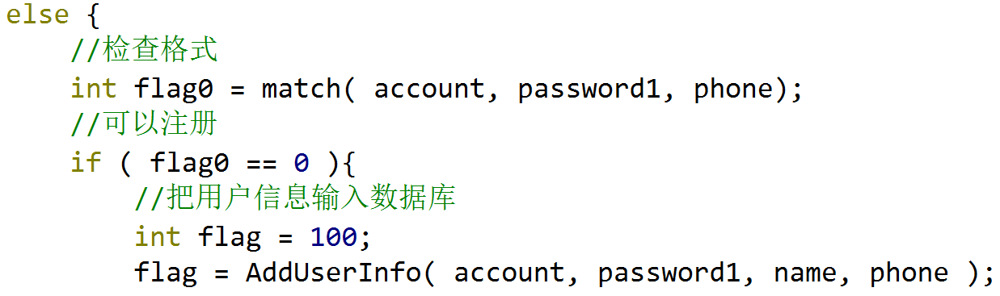 else {
    //检查格式
    int flag0 = match( account, password1, phone);
    //可以注册
    if ( flag0 == 0 ){
        //把用户信息输入数据库
        int flag = 100;
        flag = AddUserInfo( account, password1, name, phone );